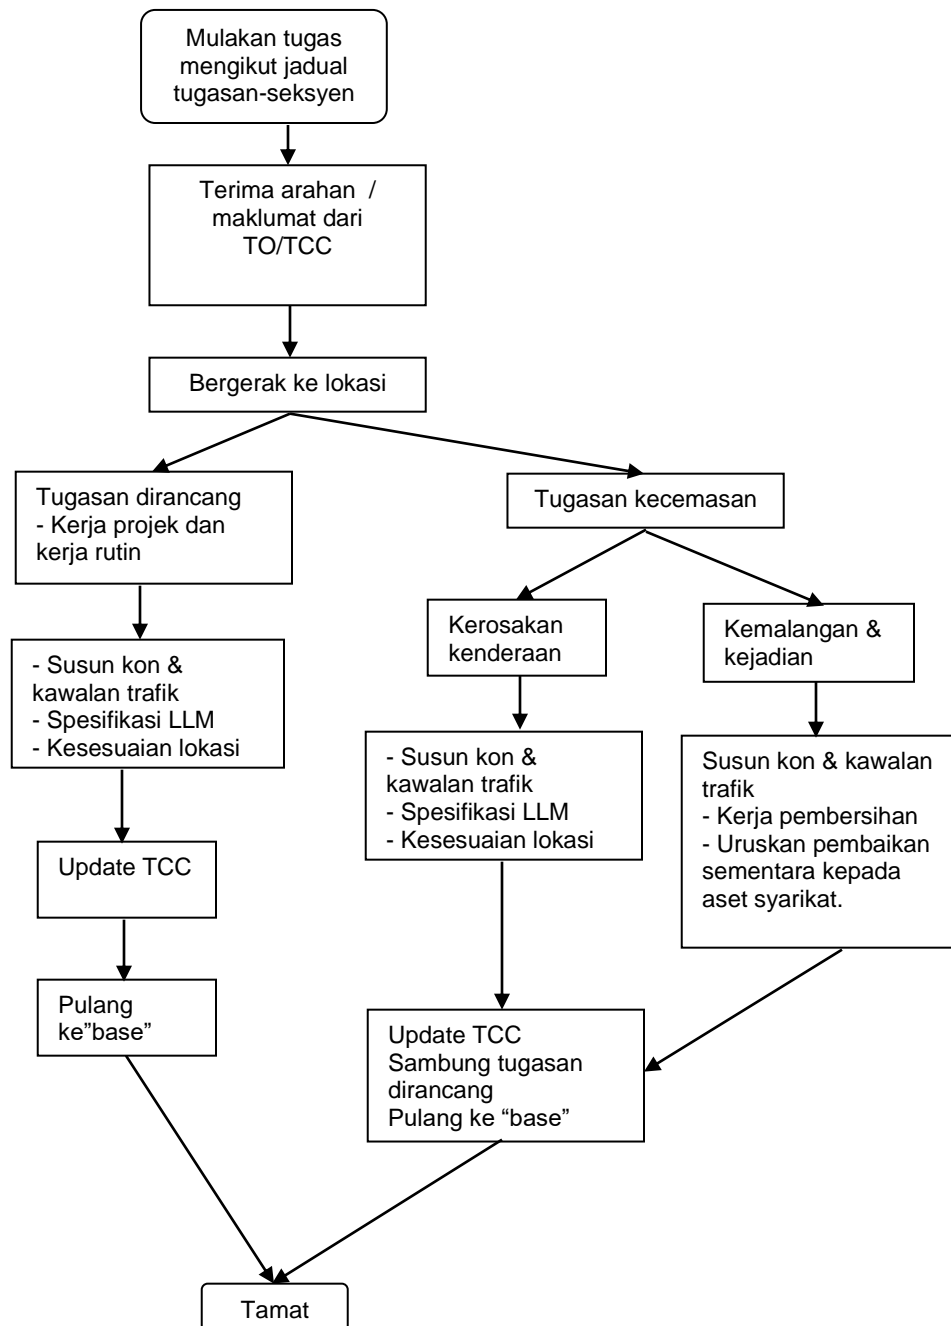 Mulakan tugas
mengikut jadual
tugasan-seksyen
Terima arahan /
maklumat dari
TO/TCC
Bergerak ke lokasi
Tugasan dirancang
- Kerja projek dan
kerja rutin
Tugasan kecemasan
Kerosakan
kenderaan
Kemalangan &
kejadian
- Susun kon &
kawalan trafik
- Spesifikasi LLM
- Kesesuaian lokasi
- Susun kon &
kawalan trafik
- Spesifikasi LLM
- Kesesuaian lokasi
Susun kon & kawalan
trafik
- Kerja pembersihan
- Uruskan pembaikan
sementara kepada
aset syarikat.
Update TCC
Pulang
ke”base”
Update TCC
Sambung tugasan
dirancang
Pulang ke “base”
Tamat